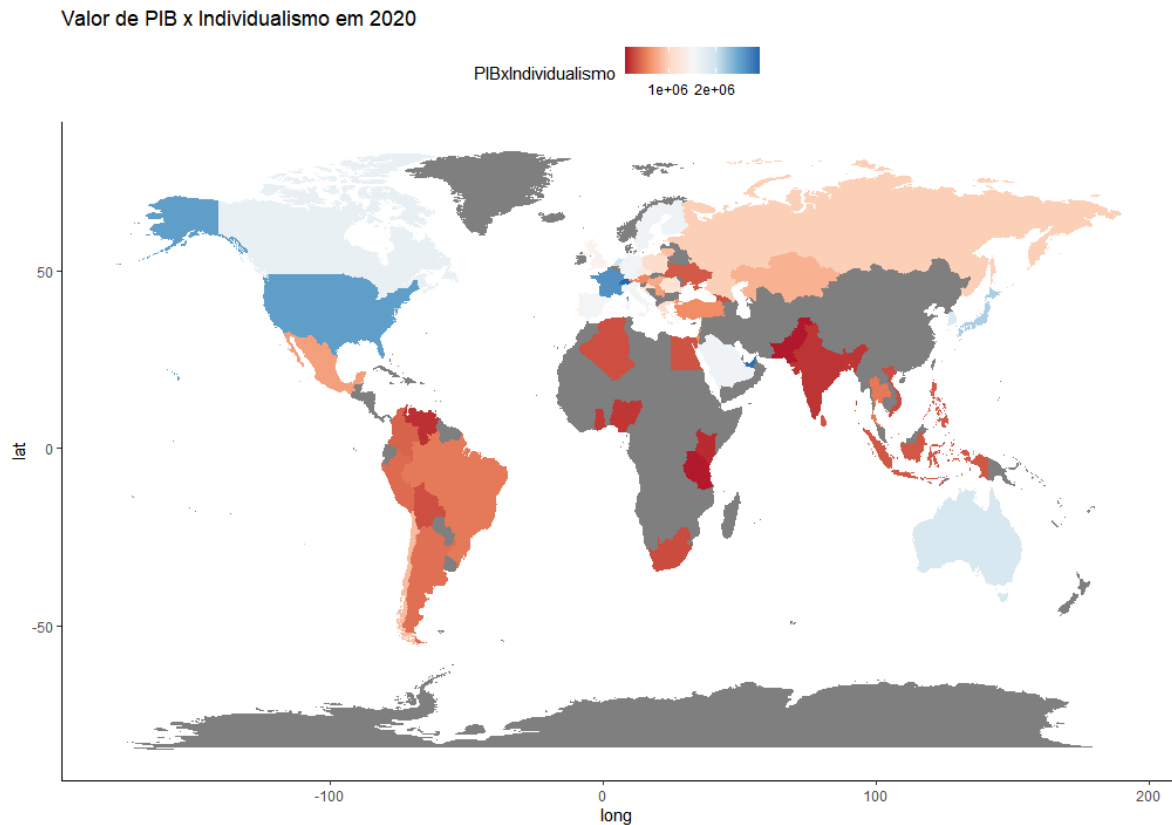 Valor de PIB x Individualismo em 2020
PIBxIndividualismo
1e+06 2e+06
lat
50
0
-50
-100 0 100 200
long